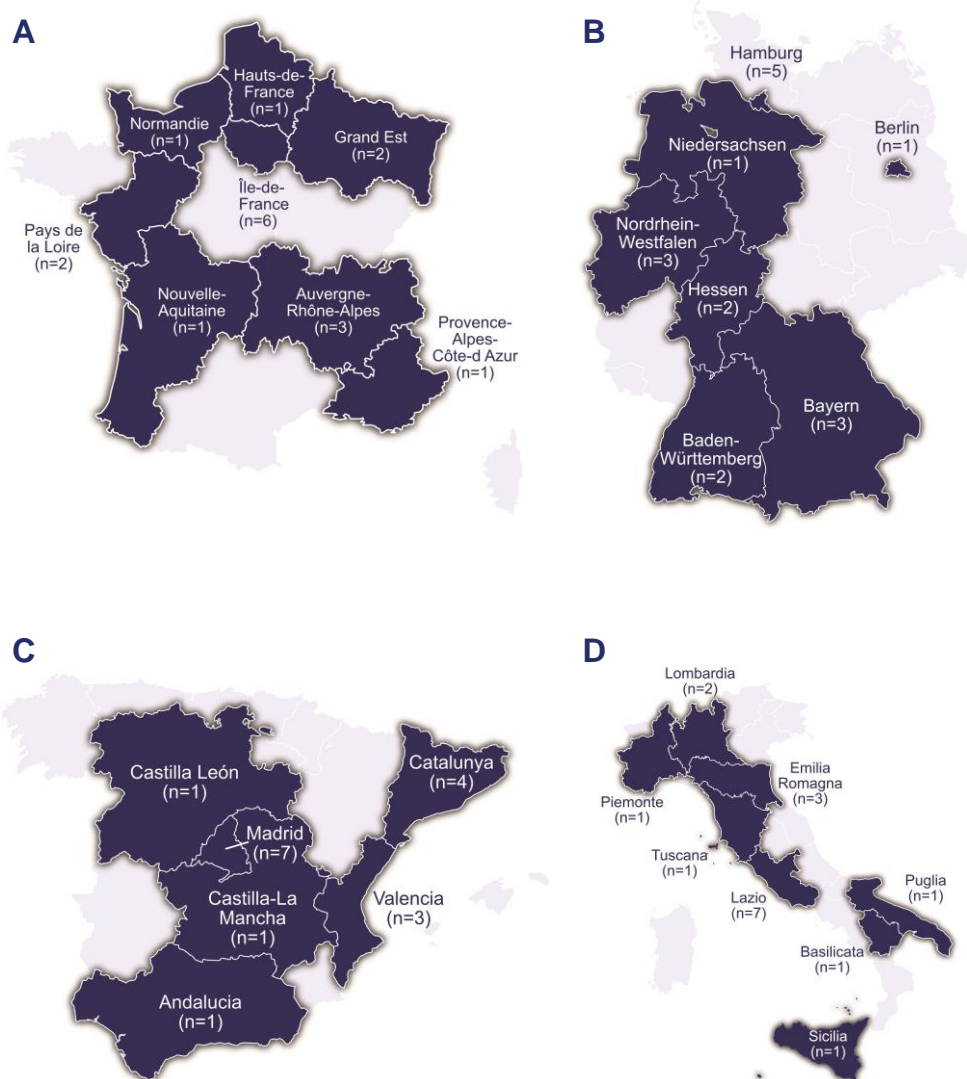 A
Hauts-de-
France
(n=1)
Normandie
(n=1)
Grand Est
(n=2)
Île-de-
France
(n=6)
Pays de
la Loire
(n=2)
Nouvelle-
Aquitaine
(n=1)
Auvergne-
Rhône-Alpes
(n=3)
Provence-
Alpes-
Côte-d Azur
(n=1)
B
Hamburg
(n=5)
Berlin
(n=1)
Niedersachsen
(n=1)
Nordrhein-
Westfalen
(n=3)
Hessen
(n=2)
Bayern
(n=3)
Baden-
Württemberg
(n=2)
C
Castilla León
(n=1)
Catalunya
(n=4)
Madrid
(n=7)
Castilla-La
Mancha
(n=1)
Valencia
(n=3)
Andalucia
(n=1)
D
Lombardia
(n=2)
Emilia
Romagna
(n=3)
Piemonte
(n=1)
Tuscana
(n=1)
Lazio
(n=7)
Puglia
(n=1)
Basilicata
(n=1)
Sicilia
(n=1)